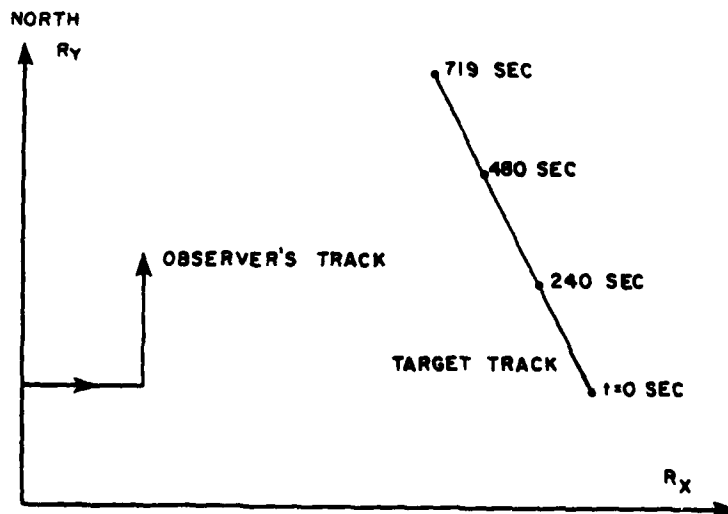 NORTH
RY
719 SEC
480 SEC
OBSERVER'S TRACK
240 SEC
TARGET TRACK
t=0 SEC
RX